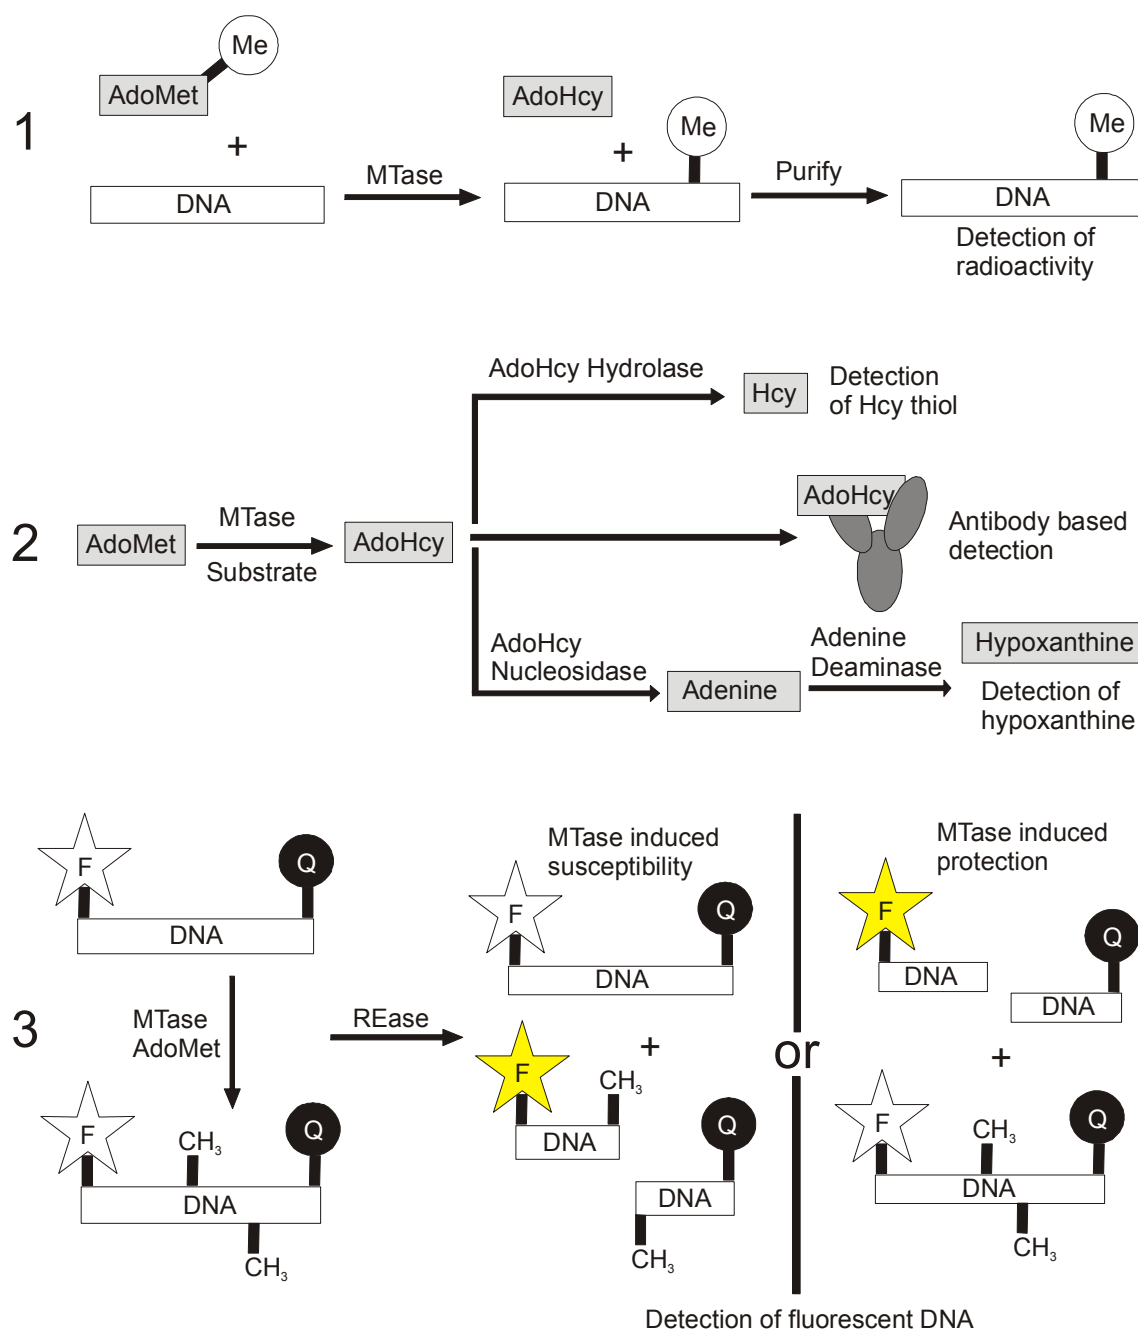 1
Me
AdoMet
+
DNA
MTase
AdoHcy
+
Me
DNA
Purify
Me
DNA
Detection of
radioactivity
2
AdoMet
MTase
Substrate
AdoHcy
AdoHcy Hydrolase
Hcy
Detection
of Hcy thiol
AdoHcy
Antibody based
detection
AdoHcy
Nucleosidase
Adenine
Adenine
Deaminase
Hypoxanthine
Detection of
hypoxanthine
3
F
Q
DNA
MTase
AdoMet
F
CH₃
Q
DNA
CH₃
REase
MTase induced
susceptibility
F
Q
DNA
+
F
CH₃
DNA
Q
DNA
CH₃
or
MTase induced
protection
F
DNA
Q
DNA
+
F
CH₃
Q
DNA
CH₃
Detection of fluorescent DNA